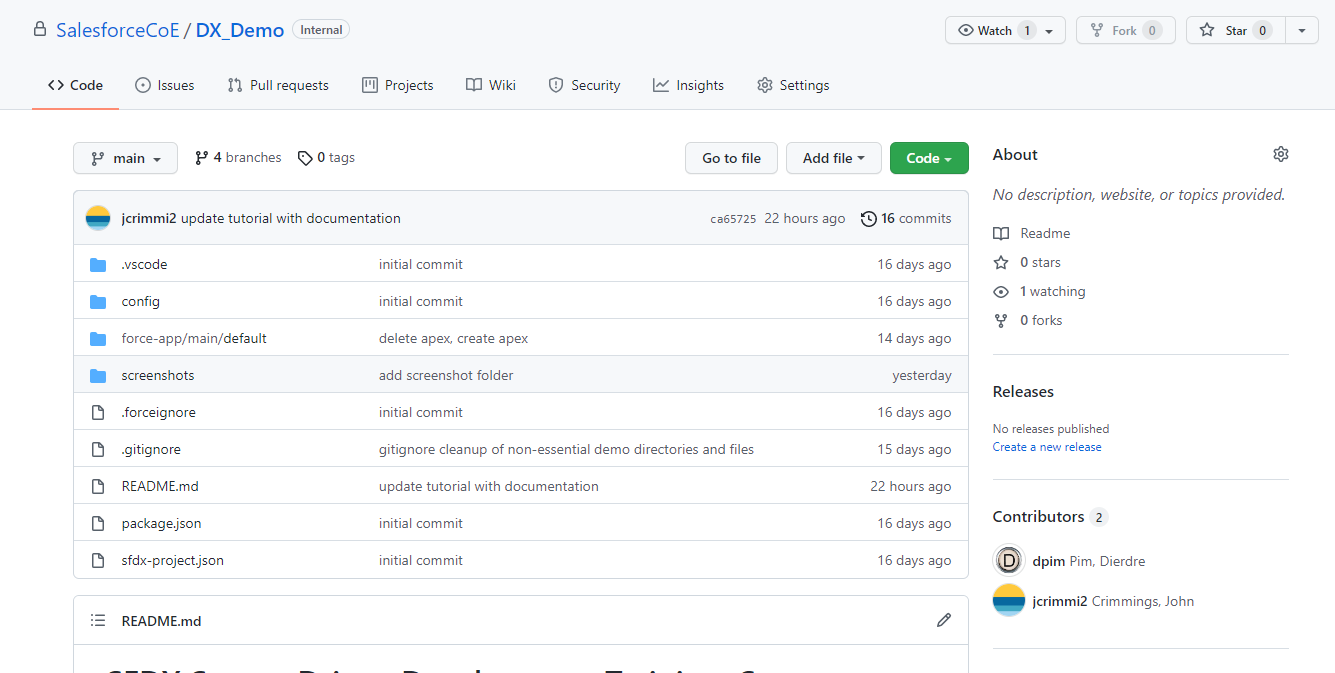 SalesforceCoE / DX_Demo Internal Watch 1 Fork 0 Star 0
Code Issues Pull requests Projects Wiki Security Insights Settings
main 4 branches 0 tags Go to file Add file Code
jcrimmi2 update tutorial with documentation ca65725 22 hours ago 16 commits
.vscode initial commit 16 days ago
config initial commit 16 days ago
force-app/main/default delete apex, create apex 14 days ago
screenshots add screenshot folder yesterday
.forceignore initial commit 16 days ago
.gitignore gitignore cleanup of non-essential demo directories and files 15 days ago
README.md update tutorial with documentation 22 hours ago
package.json initial commit 16 days ago
sfdx-project.json initial commit 16 days ago
README.md
About
No description, website, or topics provided.
Readme
0 stars
1 watching
0 forks
Releases
No releases published
Create a new release
Contributors 2
D dpim Pim, Dierdre
jcrimmi2 Crimmings, John